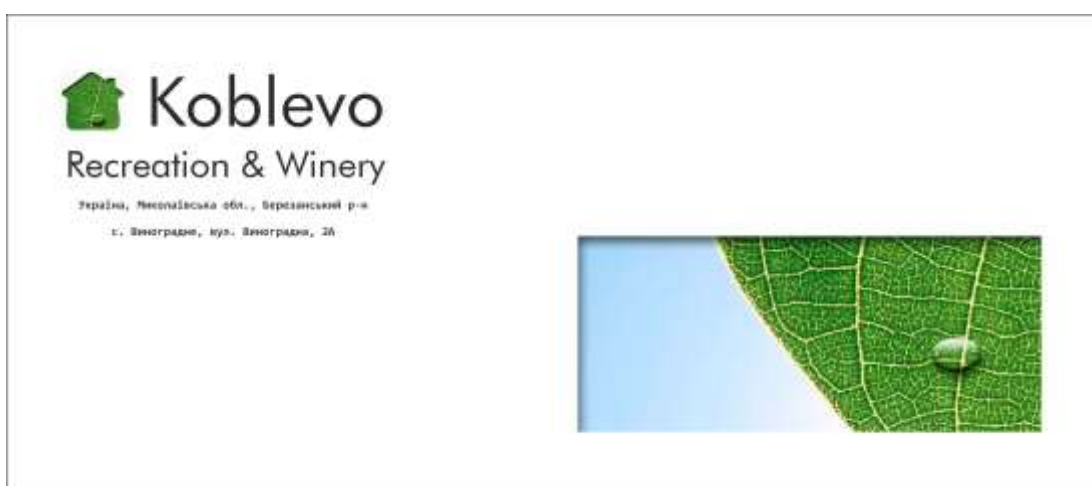 Koblevo
Recreation & Winery
Україна, Миколаївська обл., Березанський р-н
с. Виноградне, вул. Виноградна, 2А